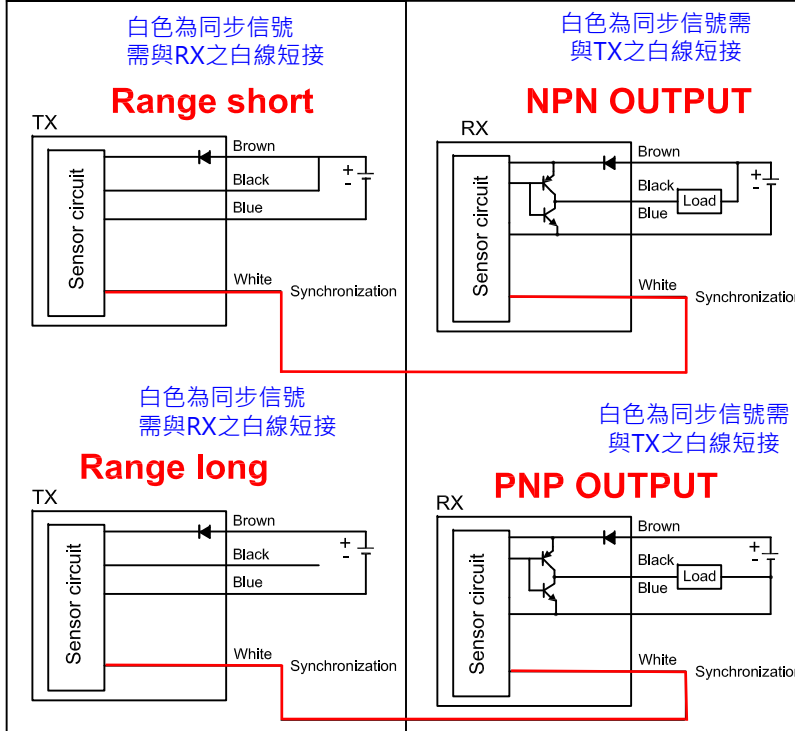 白色為同步信號
需與RX之白線短接
Range short
TX
Sensor circuit
Brown
Black
Blue
White
Synchronization
+
-
白色為同步信號需
與TX之白線短接
NPN OUTPUT
RX
Sensor circuit
Brown
Black
Blue
Load
White
Synchronization
+
-
白色為同步信號
需與RX之白線短接
Range long
TX
Sensor circuit
Brown
Black
Blue
White
Synchronization
+
-
白色為同步信號需
與TX之白線短接
PNP OUTPUT
RX
Sensor circuit
Brown
Black
Blue
Load
White
Synchronization
+
-